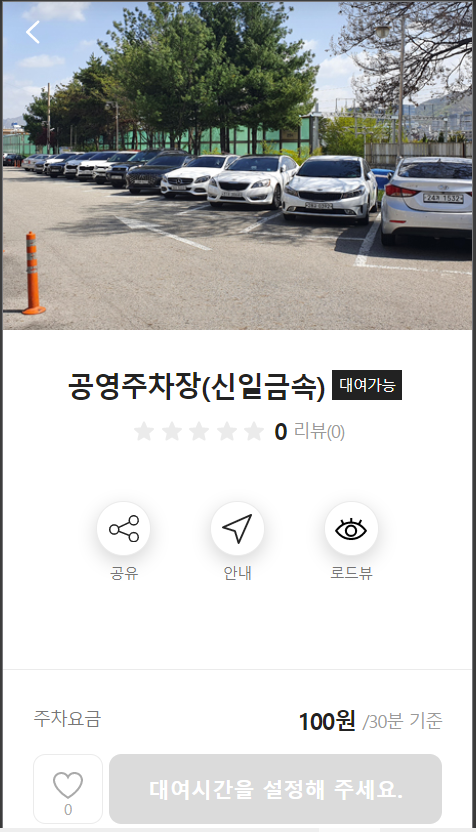 공영주차장(신일금속) 대여가능
0 리뷰(0)
공유 안내 로드뷰
주차요금 100원 /30분 기준
0 대여시간을 설정해 주세요.